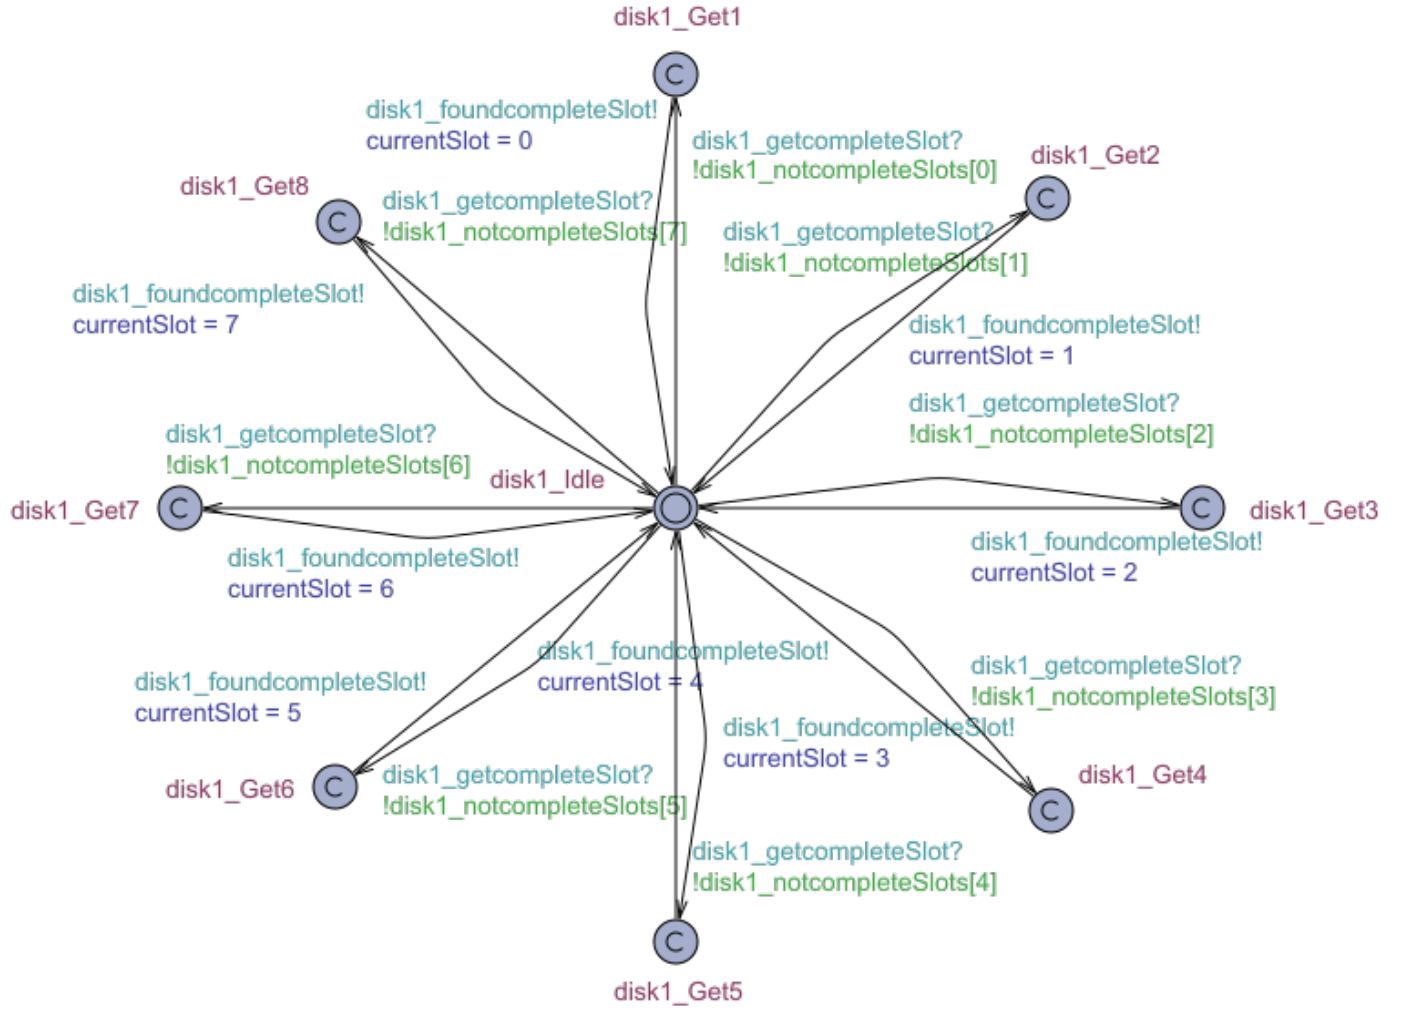 disk1_Get1
disk1_foundcompleteSlot!
currentSlot = 0
disk1_getcompleteSlot?
!disk1_notcompleteSlots[0]
disk1_Get2
disk1_Get8
disk1_getcompleteSlot?
!disk1_notcompleteSlots[7]
disk1_getcompleteSlot?
!disk1_notcompleteSlots[1]
disk1_foundcompleteSlot!
currentSlot = 7
disk1_foundcompleteSlot!
currentSlot = 1
disk1_getcompleteSlot?
!disk1_notcompleteSlots[2]
disk1_getcompleteSlot?
!disk1_notcompleteSlots[6]
disk1_Idle
disk1_Get7
disk1_Get3
disk1_foundcompleteSlot!
currentSlot = 6
disk1_foundcompleteSlot!
currentSlot = 2
disk1_foundcompleteSlot!
currentSlot = 4
disk1_foundcompleteSlot!
currentSlot = 5
disk1_getcompleteSlot?
!disk1_notcompleteSlots[3]
disk1_foundcompleteSlot!
currentSlot = 3
disk1_Get6
disk1_getcompleteSlot?
!disk1_notcompleteSlots[5]
disk1_Get4
disk1_getcompleteSlot?
!disk1_notcompleteSlots[4]
disk1_Get5
C
C
C
C
C
C
C
C